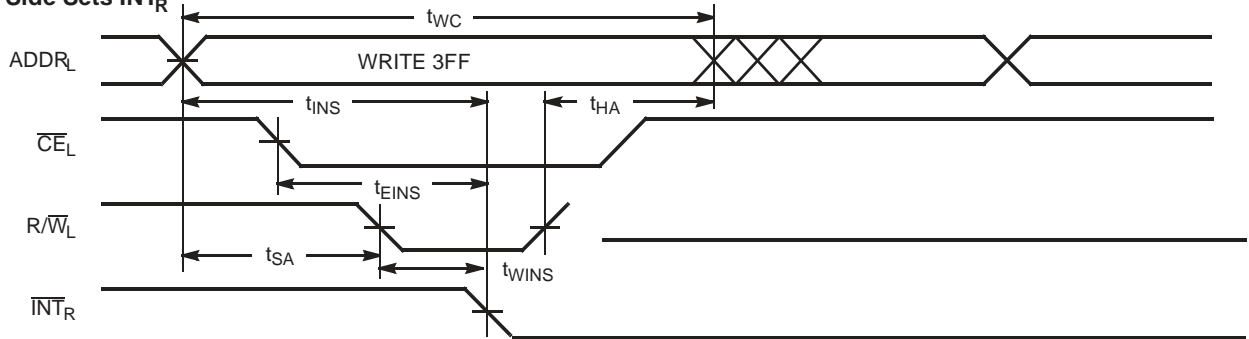 Side Sets INTR
tWC
ADDRL
WRITE 3FF
tINS
tHA
CEL
tEINS
R/WL
tSA
tWINS
INTR